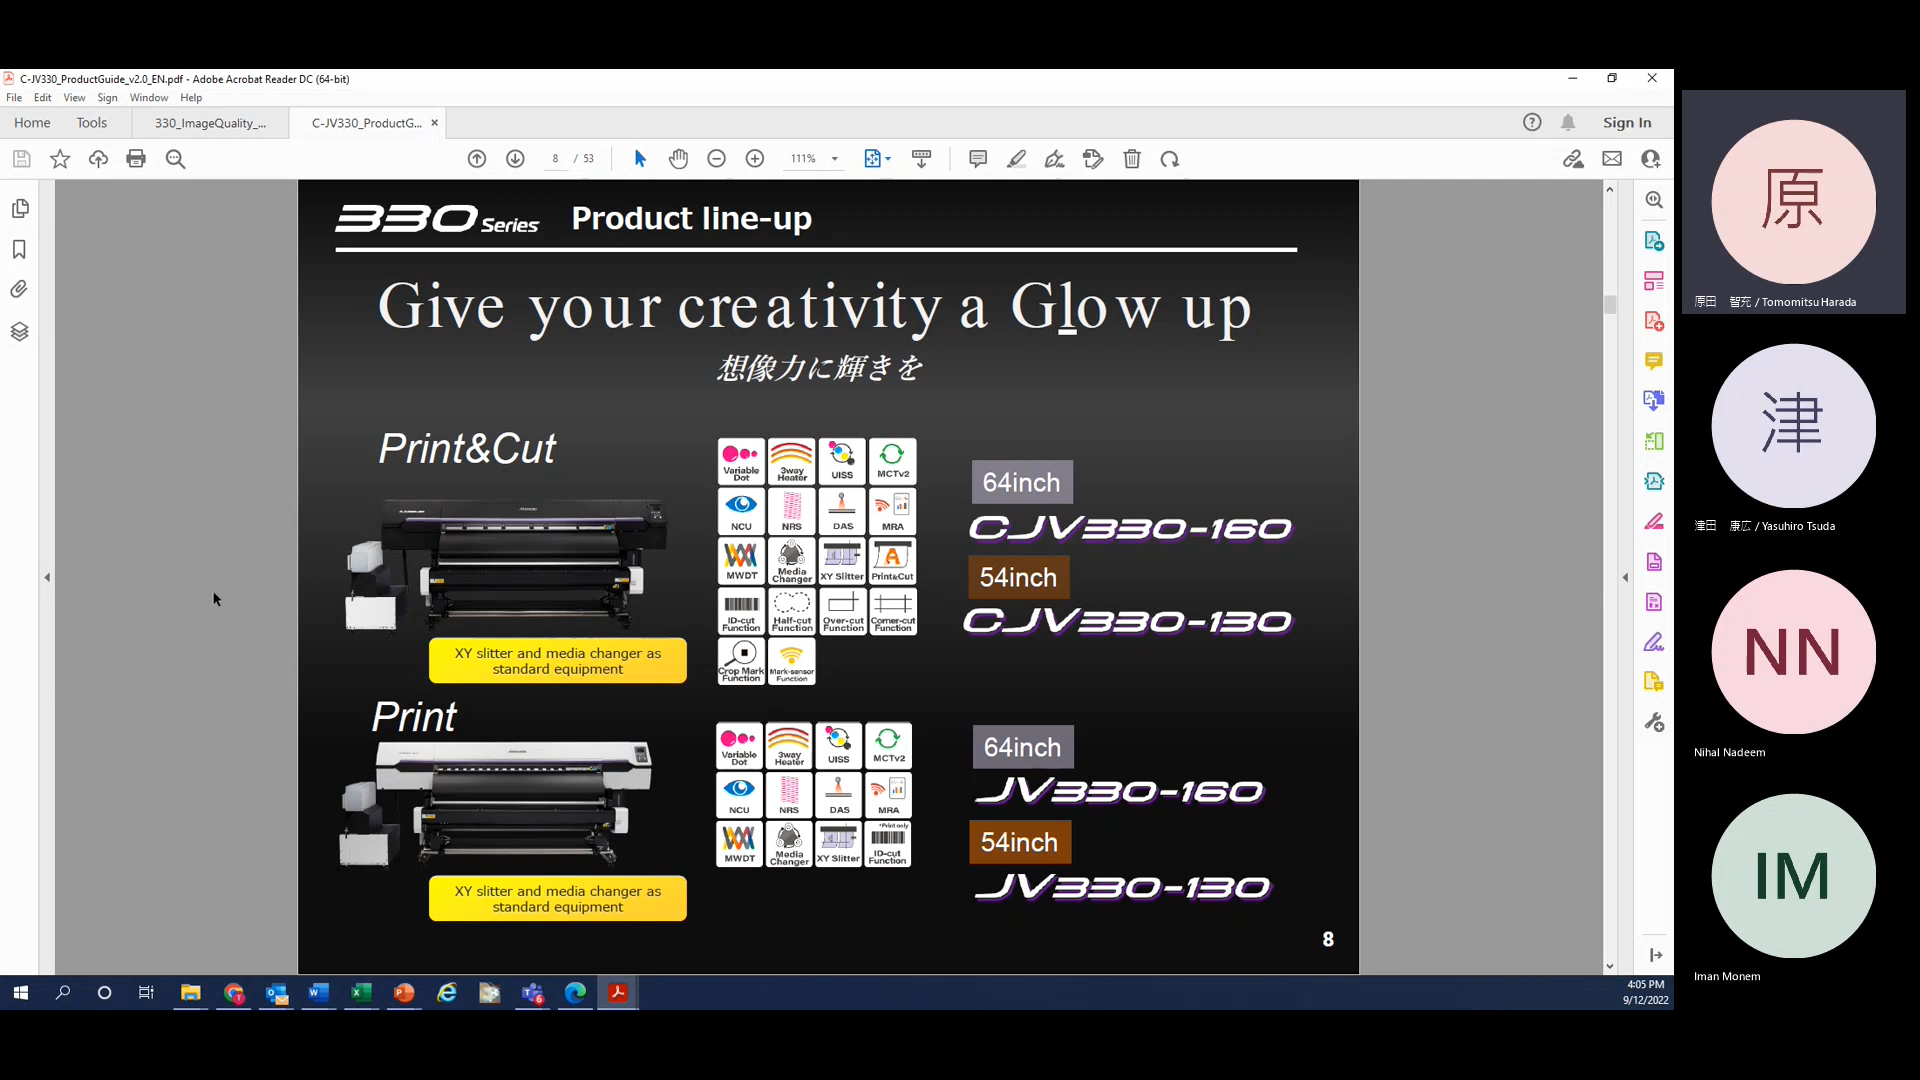 C-JV330_ProductGuide_v2.0_EN.pdf - Adobe Acrobat Reader DC (64-bit)
File Edit View Sign Window Help
Home Tools 330_ImageQuality_... C-JV330_ProductG... × Sign In
8 / 53 111%
330 Series Product line-up
Give your creativity a Glow up
想像力に輝きを
Print&Cut
Variable Dot
3way Heater
UISS
MCTv2
NCU
NRS
DAS
MRA
MWDT
Media Changer
XY Slitter
Print&Cut
ID-cut Function
Half-cut Function
Over-cut Function
Corner-cut Function
Crop Mark Function
Mark-sensor Function
64inch
CJV330-160
54inch
CJV330-130
XY slitter and media changer as
standard equipment
Print
Variable Dot
3way Heater
UISS
MCTv2
NCU
NRS
DAS
MRA
MWDT
Media Changer
XY Slitter
*Print only
ID-cut Function
64inch
JV330-160
54inch
JV330-130
XY slitter and media changer as
standard equipment
8
4:05 PM
9/12/2022
原
原田 智充 / Tomomitsu Harada
津
津田 康広 / Yasuhiro Tsuda
NN
Nihal Nadeem
IM
Iman Monem